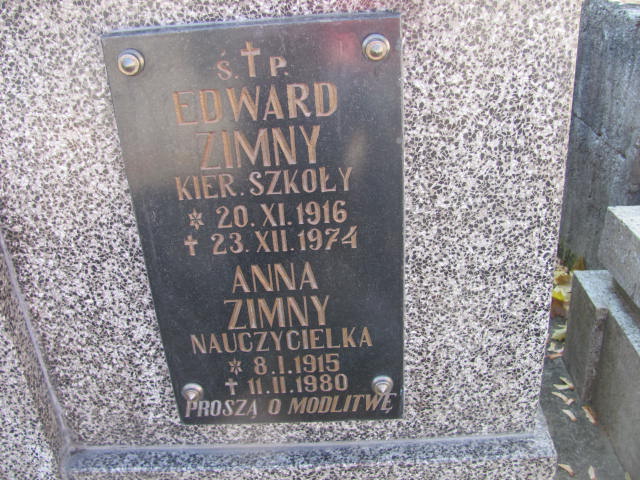 Ś. † P.
EDWARD
ZIMNY
KIER. SZKOŁY
* 20. XI. 1916
† 23. XII. 1974
ANNA
ZIMNY
NAUCZYCIELKA
* 8. I. 1915
† 11. II. 1980
PROSZĄ O MODLITWĘ